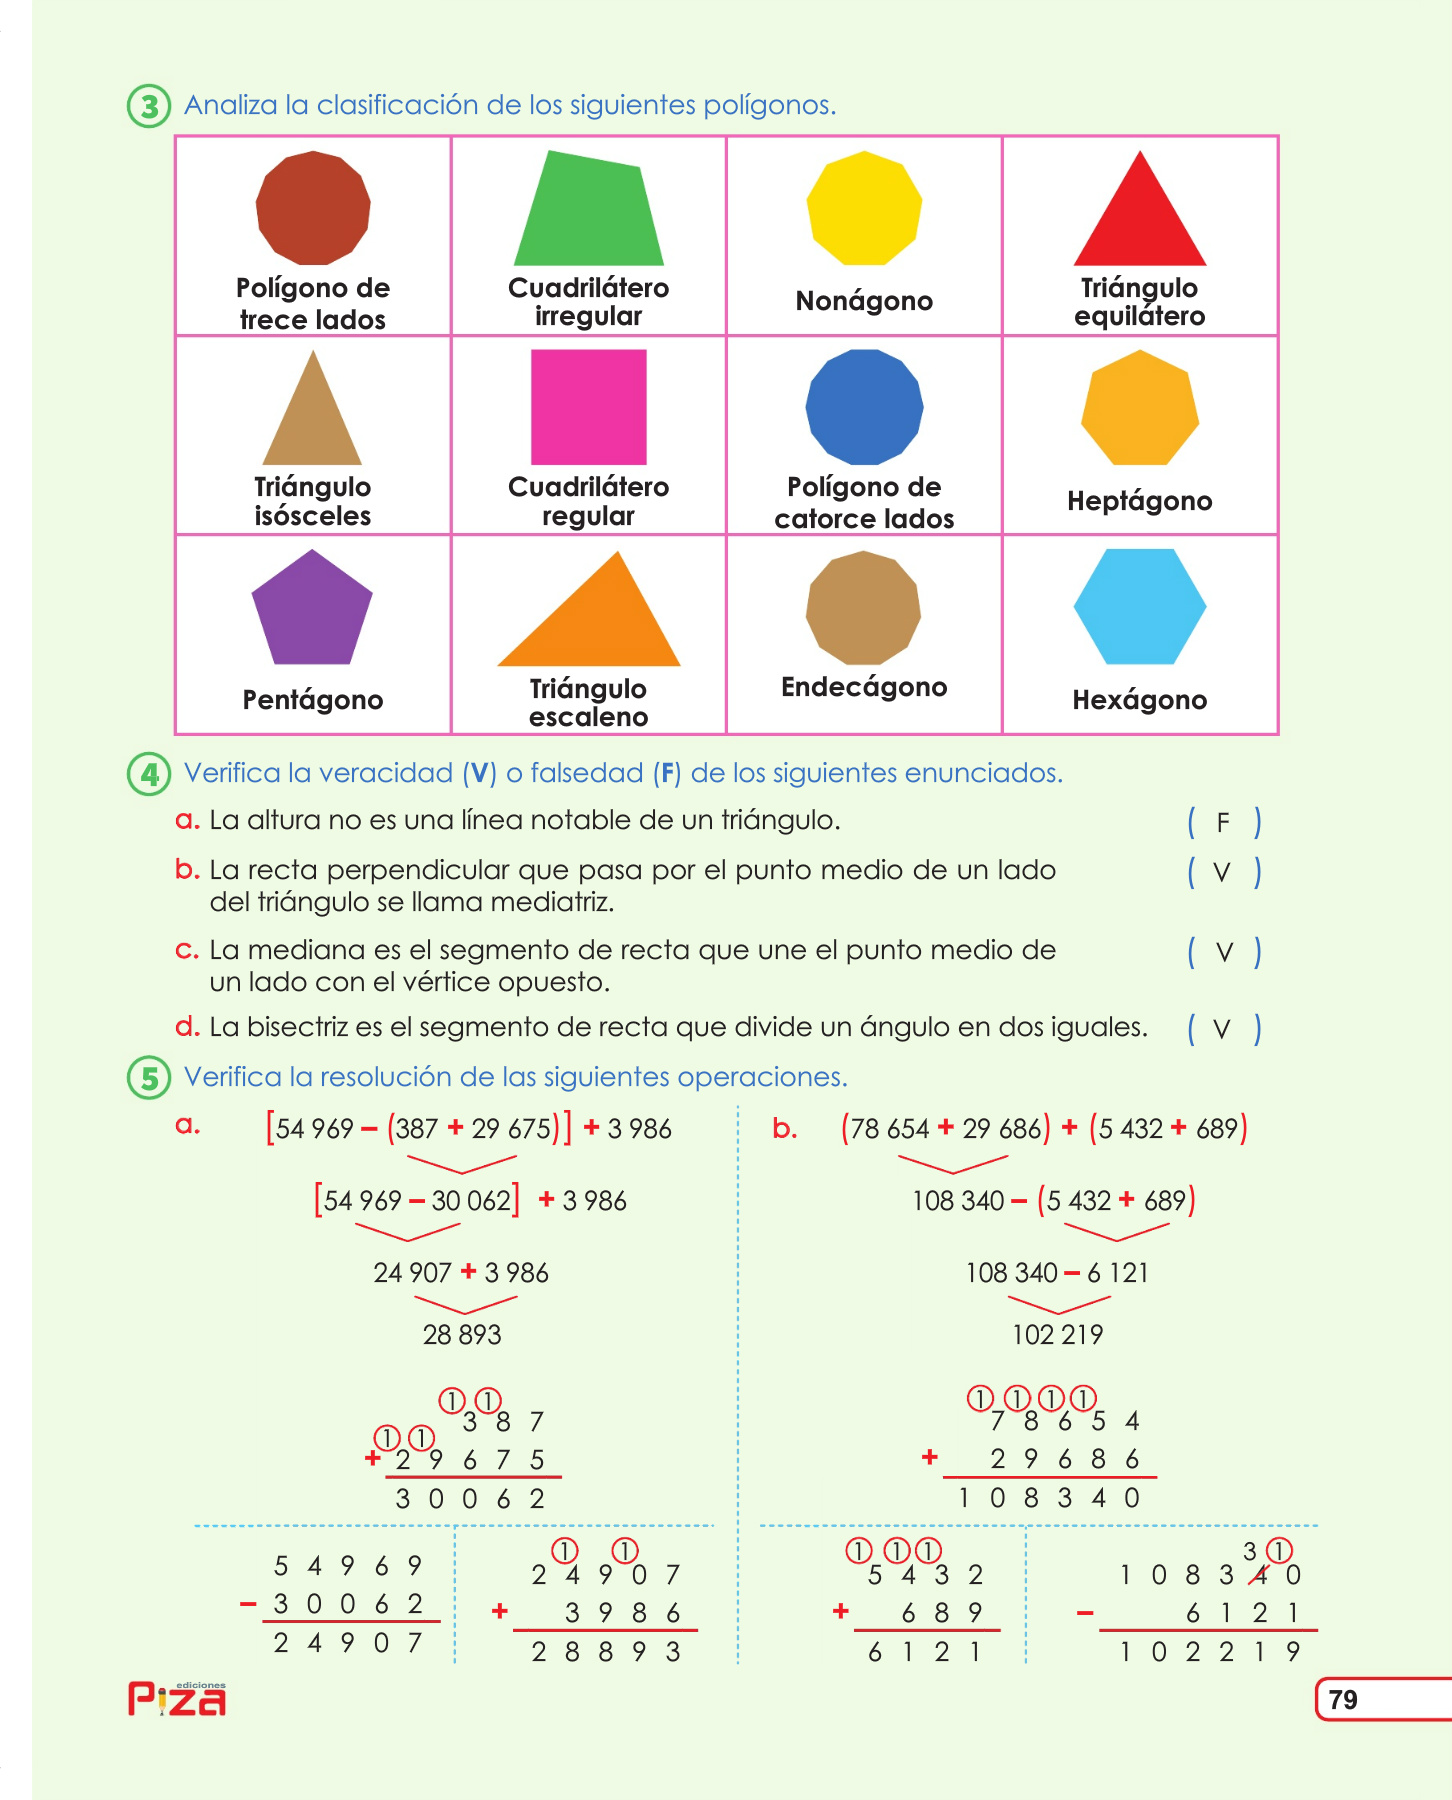 3 Analiza la clasificación de los siguientes polígonos.
Polígono de
trece lados
Cuadrilátero
irregular
Nonágono
Triángulo
equilátero
Triángulo
isósceles
Cuadrilátero
regular
Polígono de
catorce lados
Heptágono
Pentágono
Triángulo
escaleno
Endecágono
Hexágono
4 Verifica la veracidad (V) o falsedad (F) de los siguientes enunciados.
a. La altura no es una línea notable de un triángulo. ( F )
b. La recta perpendicular que pasa por el punto medio de un lado ( V )
del triángulo se llama mediatriz.
c. La mediana es el segmento de recta que une el punto medio de ( V )
un lado con el vértice opuesto.
d. La bisectriz es el segmento de recta que divide un ángulo en dos iguales. ( V )
5 Verifica la resolución de las siguientes operaciones.
a. [54 969 – (387 + 29 675)] + 3 986
[54 969 – 30 062] + 3 986
24 907 + 3 986
28 893
1 1
3 8 7
1 1
+ 2 9 6 7 5
3 0 0 6 2
5 4 9 6 9
– 3 0 0 6 2
2 4 9 0 7
1 1
2 4 9 0 7
+ 3 9 8 6
2 8 8 9 3
b. (78 654 + 29 686) + (5 432 + 689)
108 340 – (5 432 + 689)
108 340 – 6 121
102 219
1 1 1 1
7 8 6 5 4
+ 2 9 6 8 6
1 0 8 3 4 0
1 1 1
5 4 3 2
+ 6 8 9
6 1 2 1
3 1
1 0 8 3 4 0
– 6 1 2 1
1 0 2 2 1 9
ediciones
Piza
79